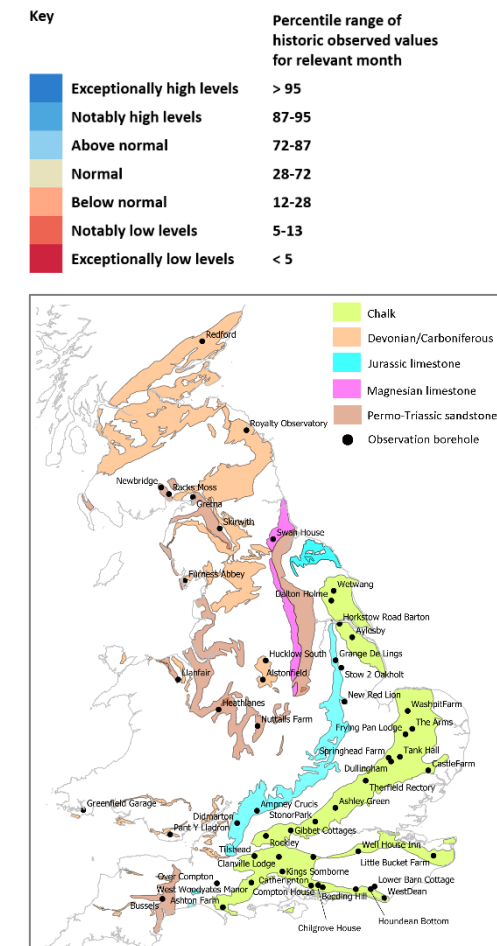 Key
Percentile range of
historic observed values
for relevant month
Exceptionally high levels > 95
Notably high levels 87-95
Above normal 72-87
Normal 28-72
Below normal 12-28
Notably low levels 5-13
Exceptionally low levels < 5
Chalk
Devonian/Carboniferous
Jurassic limestone
Magnesian limestone
Permo-Triassic sandstone
Observation borehole
Redford
Royalty Observatory
Newbridge
Racks Moss
Gretna
Skirwith
Swan House
Furness Abbey
Wetwang
Dalton Holme
Horkstow Road Barton
Aylesby
Hucklow South
Grange De Lings
Alstonfield
Stow 2 Oakholt
Llanfair
New Red Lion
Heathlanes
WashpitFarm
Nuttalls Farm
Frying Pan Lodge
The Arms
Springhead Farm
Tank Hall
Dullingham
CastleFarm
Therfield Rectory
Greenfield Garage
Ampney Crucis
Ashley Green
Didmarton
StonorPark
Pant Y Lladron
Gibbet Cottages
Rockley
Well House Inn
Tilshead
Clanville Lodge
Little Bucket Farm
Kings Somborne
Over Compton
Catherington
Lower Barn Cottage
West Woodyates Manor
Compton House
Beeding Hill
WestDean
Bussels
Ashton Farm
Houndean Bottom
Chilgrove House